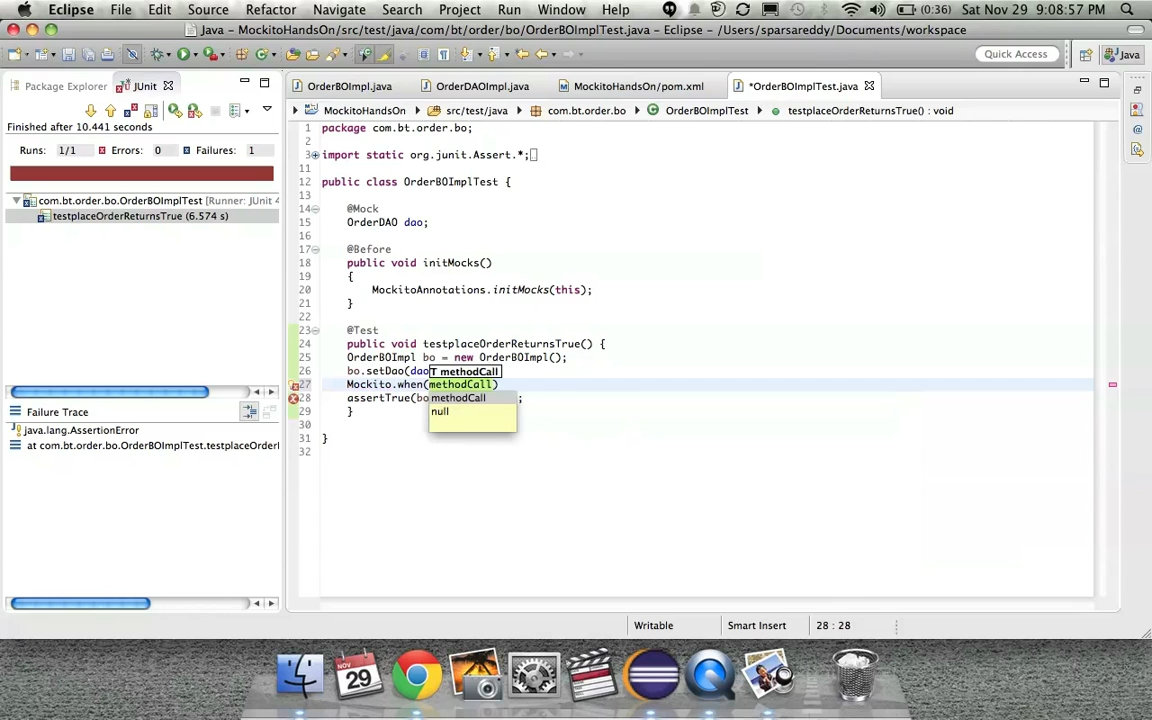 Eclipse File Edit Source Refactor Navigate Search Project Run Window Help (0:36) Sat Nov 29 9:08:57 PM
Java – MockitoHandsOn/src/test/java/com/bt/order/bo/OrderBOImplTest.java – Eclipse – /Users/sparsareddy/Documents/workspace
Quick Access Java
Package Explorer JUnit
OrderBOImpl.java OrderDAOImpl.java MockitoHandsOn/pom.xml *OrderBOImplTest.java
MockitoHandsOn src/test/java com.bt.order.bo OrderBOImplTest testplaceOrderReturnsTrue() : void
Finished after 10.441 seconds
Runs: 1/1 Errors: 0 Failures: 1
com.bt.order.bo.OrderBOImplTest [Runner: JUnit 4
testplaceOrderReturnsTrue (6.574 s)
Failure Trace
java.lang.AssertionError
at com.bt.order.bo.OrderBOImplTest.testplaceOrderI
1 package com.bt.order.bo;
2
3 import static org.junit.Assert.*;
11
12 public class OrderBOImplTest {
13
14 @Mock
15 OrderDAO dao;
16
17 @Before
18 public void initMocks()
19 {
20 MockitoAnnotations.initMocks(this);
21 }
22
23 @Test
24 public void testplaceOrderReturnsTrue() {
25 OrderBOImpl bo = new OrderBOImpl();
26 bo.setDao(dao
T methodCall
27 Mockito.when(methodCall)
28 assertTrue(bo ;
methodCall
null
29 }
30
31 }
32
Writable Smart Insert 28 : 28
NOV
29